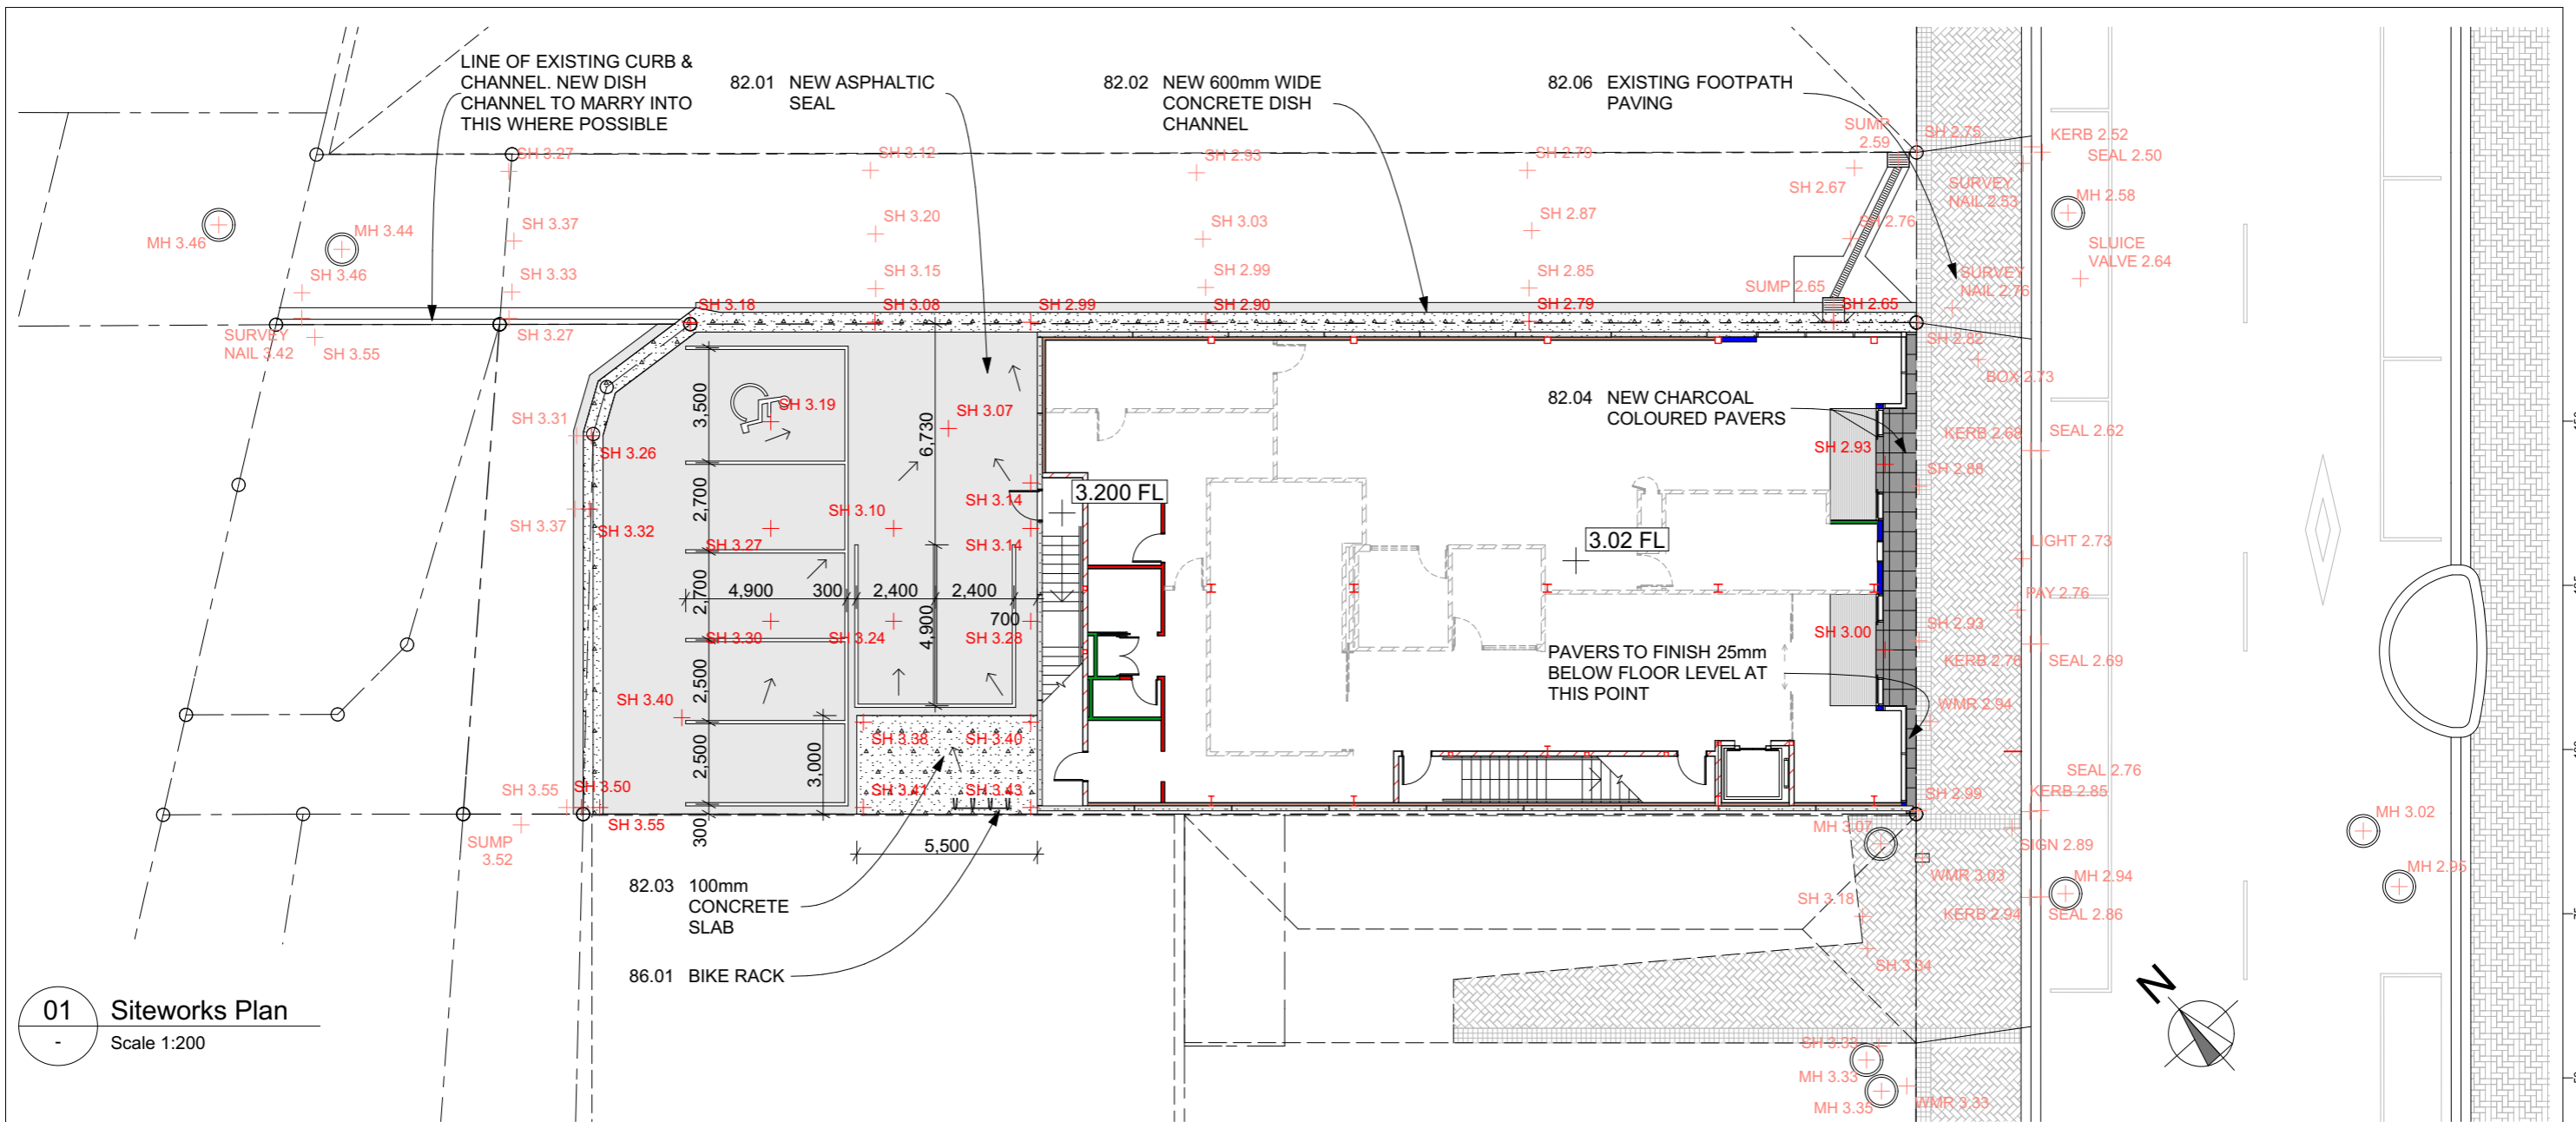 LINE OF EXISTING CURB &
CHANNEL. NEW DISH
CHANNEL TO MARRY INTO
THIS WHERE POSSIBLE
82.01 NEW ASPHALTIC
SEAL
82.02 NEW 600mm WIDE
CONCRETE DISH
CHANNEL
82.06 EXISTING FOOTPATH
PAVING
SUMP
2.59
SH 2.75
KERB 2.52
SEAL 2.50
SH 3.27
SH 3.12
SH 2.93
SH 2.79
SH 2.67
SURVEY
NAIL 2.53
MH 2.58
MH 3.46
MH 3.44
SH 3.37
SH 3.20
SH 3.03
SH 2.87
SH 2.76
SLUICE
VALVE 2.64
SH 3.46
SH 3.33
SH 3.15
SH 2.99
SH 2.85
SUMP 2.65
SURVEY
NAIL 2.76
SH 3.18
SH 3.08
SH 2.99
SH 2.90
SH 2.79
SH 2.65
SURVEY
NAIL 3.42
SH 3.55
SH 3.27
SH 2.82
BOX 2.73
3,500
SH 3.19
6,730
SH 3.07
82.04 NEW CHARCOAL
COLOURED PAVERS
SH 3.31
SH 3.26
SH 2.93
KERB 2.68
SEAL 2.62
SH 2.88
2,700
SH 3.14
3.200 FL
SH 3.37
SH 3.32
SH 3.10
SH 3.27
SH 3.14
3.02 FL
LIGHT 2.73
2,700
4,900
300
2,400
2,400
4,900
700
PAY 2.76
SH 3.30
SH 3.24
SH 3.28
SH 3.00
SH 2.93
PAVERS TO FINISH 25mm
BELOW FLOOR LEVEL AT
THIS POINT
KERB 2.76
SEAL 2.69
2,500
SH 3.40
WMR 2.94
SH 3.38
SH 3.40
2,500
3,000
SEAL 2.76
SH 3.55
SH 3.50
SH 3.41
SH 3.43
SH 2.99
KERB 2.85
SH 3.55
300
MH 3.07
MH 3.02
SUMP
3.52
5,500
SIGN 2.89
82.03 100mm
CONCRETE
SLAB
WMR 3.03
MH 2.94
MH 2.95
SH 3.18
KERB 2.94
SEAL 2.86
86.01 BIKE RACK
SH 3.34
N
01
-
Siteworks Plan
Scale 1:200
SH 3.33
MH 3.33
MH 3.35
WMR 3.33